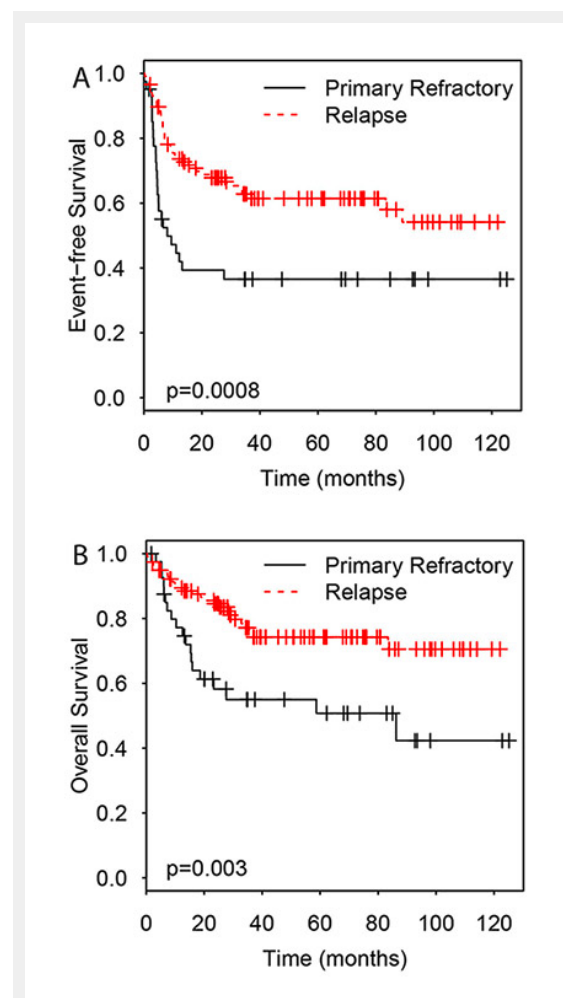 A
Primary Refractory
Relapse
Event-free Survival
1.0
0.8
0.6
0.4
0.2
0.0
p=0.0008
0 20 40 60 80 100 120
Time (months)
B
Primary Refractory
Relapse
Overall Survival
1.0
0.8
0.6
0.4
0.2
0.0
p=0.003
0 20 40 60 80 100 120
Time (months)